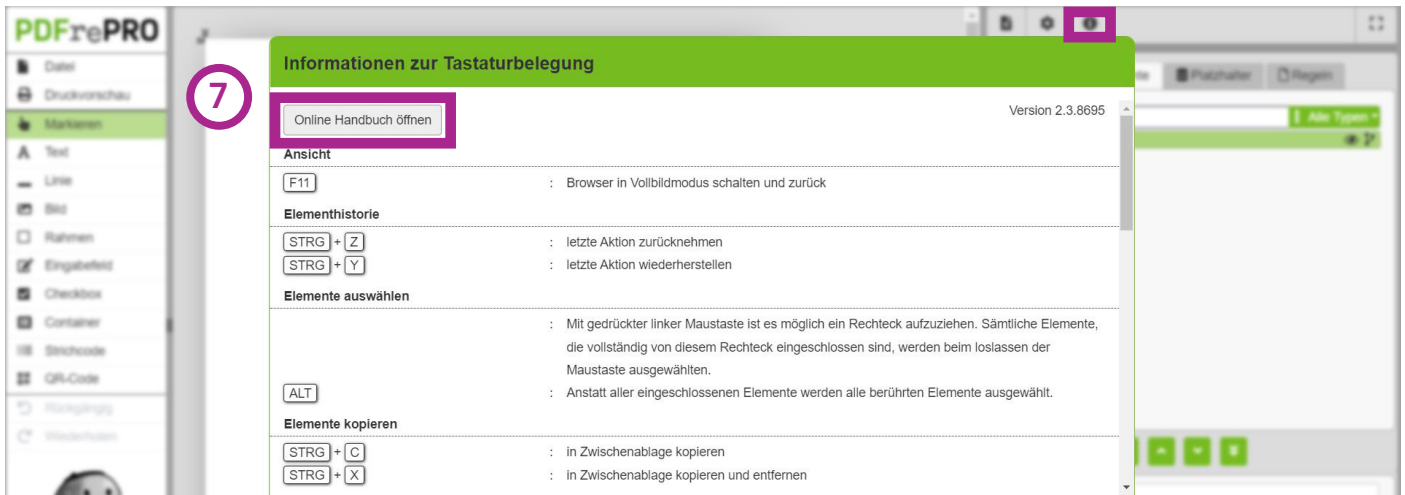 PDFrePRO
Datei
Druckvorschau
Markieren
Text
Linie
Bild
Rahmen
Eingabefeld
Checkbox
Container
Strichcode
QR-Code
Rückgängig
Wiederholen
7
Informationen zur Tastaturbelegung
Online Handbuch öffnen
Version 2.3.8695
Ansicht
F11 : Browser in Vollbildmodus schalten und zurück
Elementhistorie
STRG + Z : letzte Aktion zurücknehmen
STRG + Y : letzte Aktion wiederherstellen
Elemente auswählen
: Mit gedrückter linker Maustaste ist es möglich ein Rechteck aufzuziehen. Sämtliche Elemente,
die vollständig von diesem Rechteck eingeschlossen sind, werden beim loslassen der
Maustaste ausgewählten.
ALT : Anstatt aller eingeschlossenen Elemente werden alle berührten Elemente ausgewählt.
Elemente kopieren
STRG + C : in Zwischenablage kopieren
STRG + X : in Zwischenablage kopieren und entfernen
Platzhalter
Regeln
Alle Typen